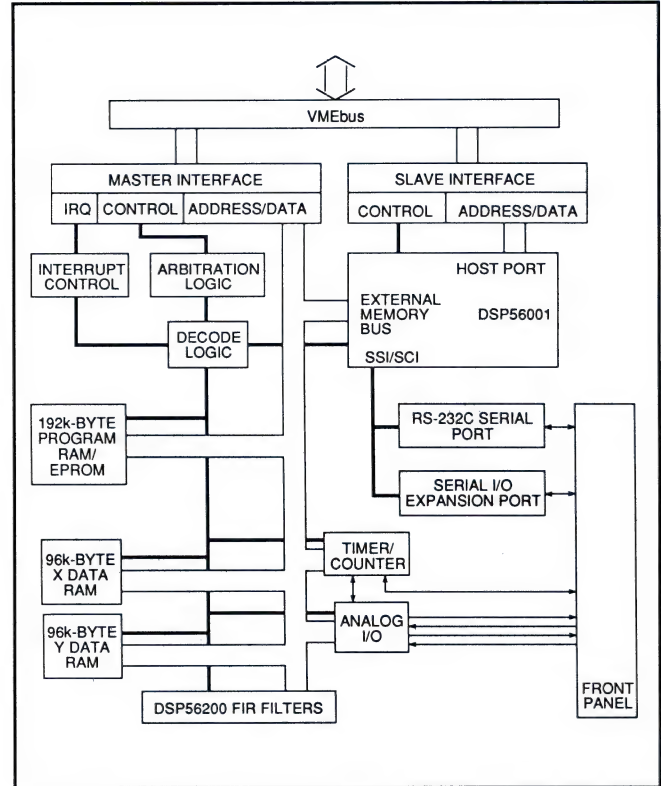 VMEbus
MASTER INTERFACE
IRQ CONTROL ADDRESS/DATA
SLAVE INTERFACE
CONTROL ADDRESS/DATA
INTERRUPT
CONTROL
ARBITRATION
LOGIC
HOST PORT
EXTERNAL
MEMORY
BUS
DSP56001
SSI/SCI
DECODE
LOGIC
192k-BYTE
PROGRAM
RAM/
EPROM
RS-232C SERIAL
PORT
SERIAL I/O
EXPANSION PORT
96k-BYTE
X DATA
RAM
TIMER/
COUNTER
96k-BYTE
Y DATA
RAM
ANALOG
I/O
DSP56200 FIR FILTERS
FRONT
PANEL